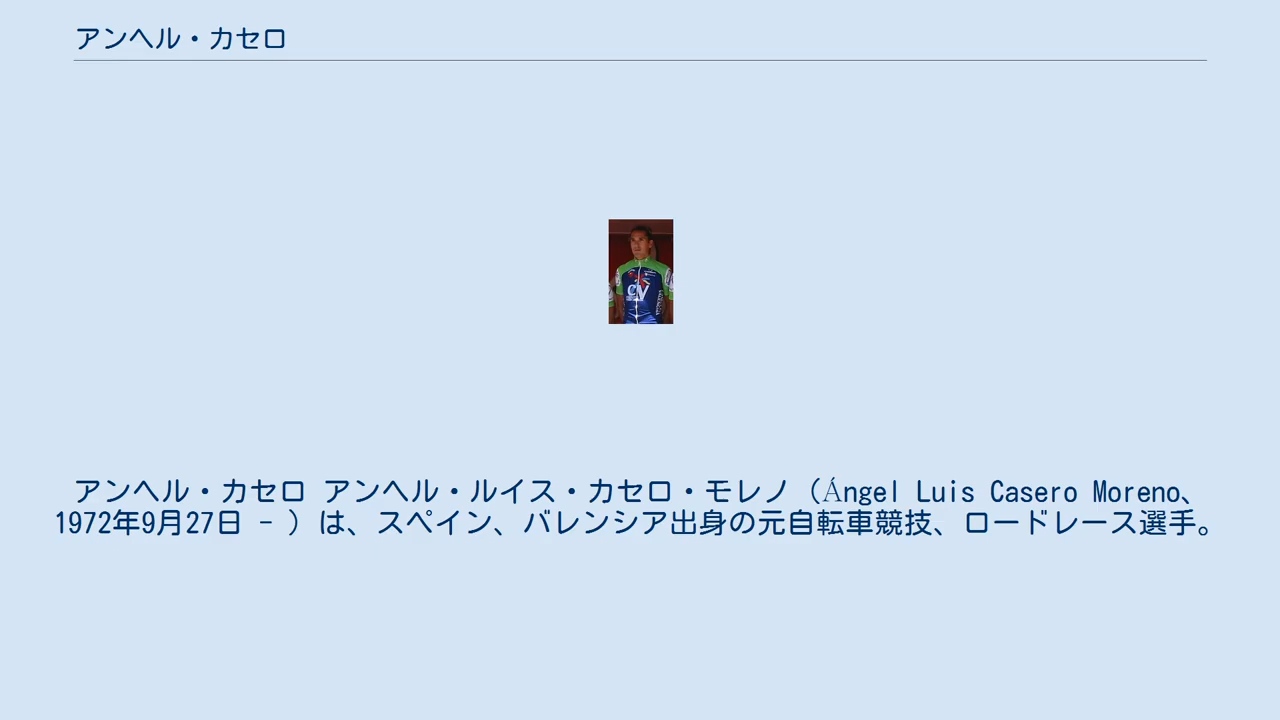 アンヘル・カセロ
CV
アンヘル・カセロ アンヘル・ルイス・カセロ・モレノ（Ángel Luis Casero Moreno、
1972年9月27日 - ）は、スペイン、バレンシア出身の元自転車競技、ロードレース選手。